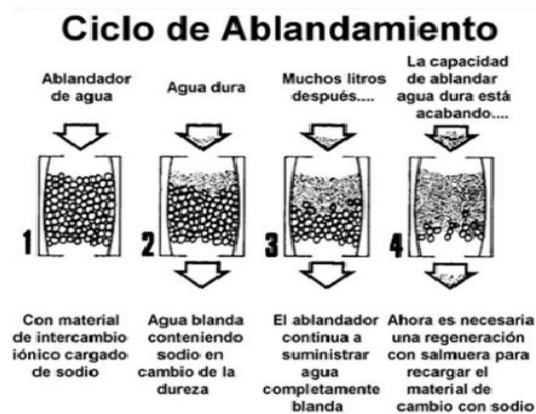 Ciclo de Ablandamiento
Ablandador
de agua
Agua dura
Muchos litros
después....
La capacidad
de ablandar
agua dura está
acabando....
1
2
3
4
Con material
de intercambio
iónico cargado
de sodio
Agua blanda
conteniendo
sodio en
cambio de la
dureza
El ablandador
continua a
suministrar
agua
completamente
blanda
Ahora es necesaria
una regeneración
con salmuera para
recargar el
material de
cambio con sodio